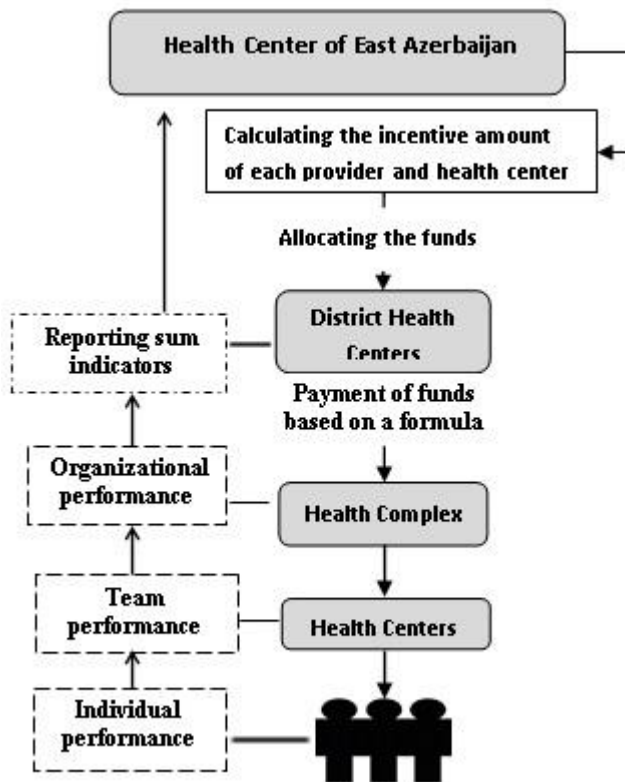 Health Center of East Azerbaijan
Calculating the incentive amount
of each provider and health center
Allocating the funds
District Health
Centers
Reporting sum
indicators
Payment of funds
based on a formula
Organizational
performance
Health Complex
Team
performance
Health Centers
Individual
performance